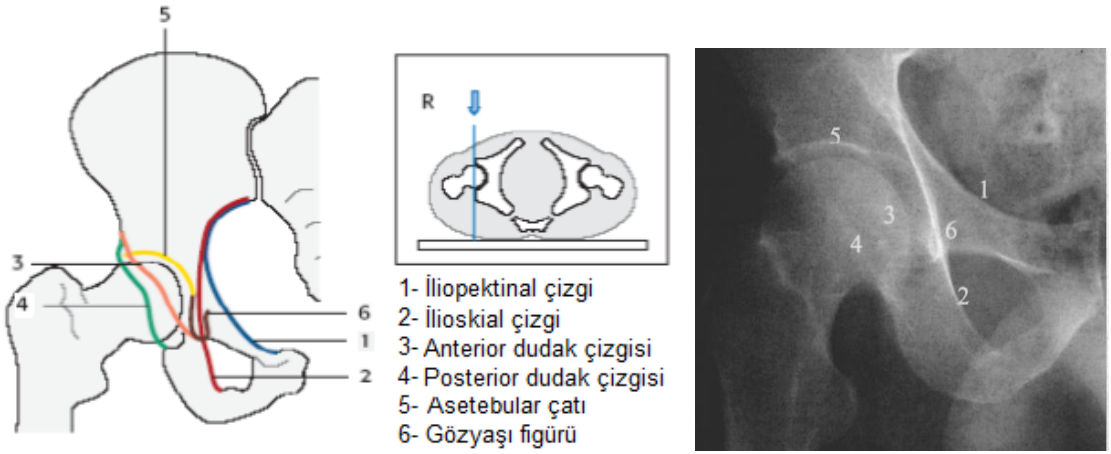 5
3
4
6
1
2
R
1- İliopektinal çizgi
2- İlioskial çizgi
3- Anterior dudak çizgisi
4- Posterior dudak çizgisi
5- Asetebular çatı
6- Gözyaşı figürü
5
1
3
4
6
2